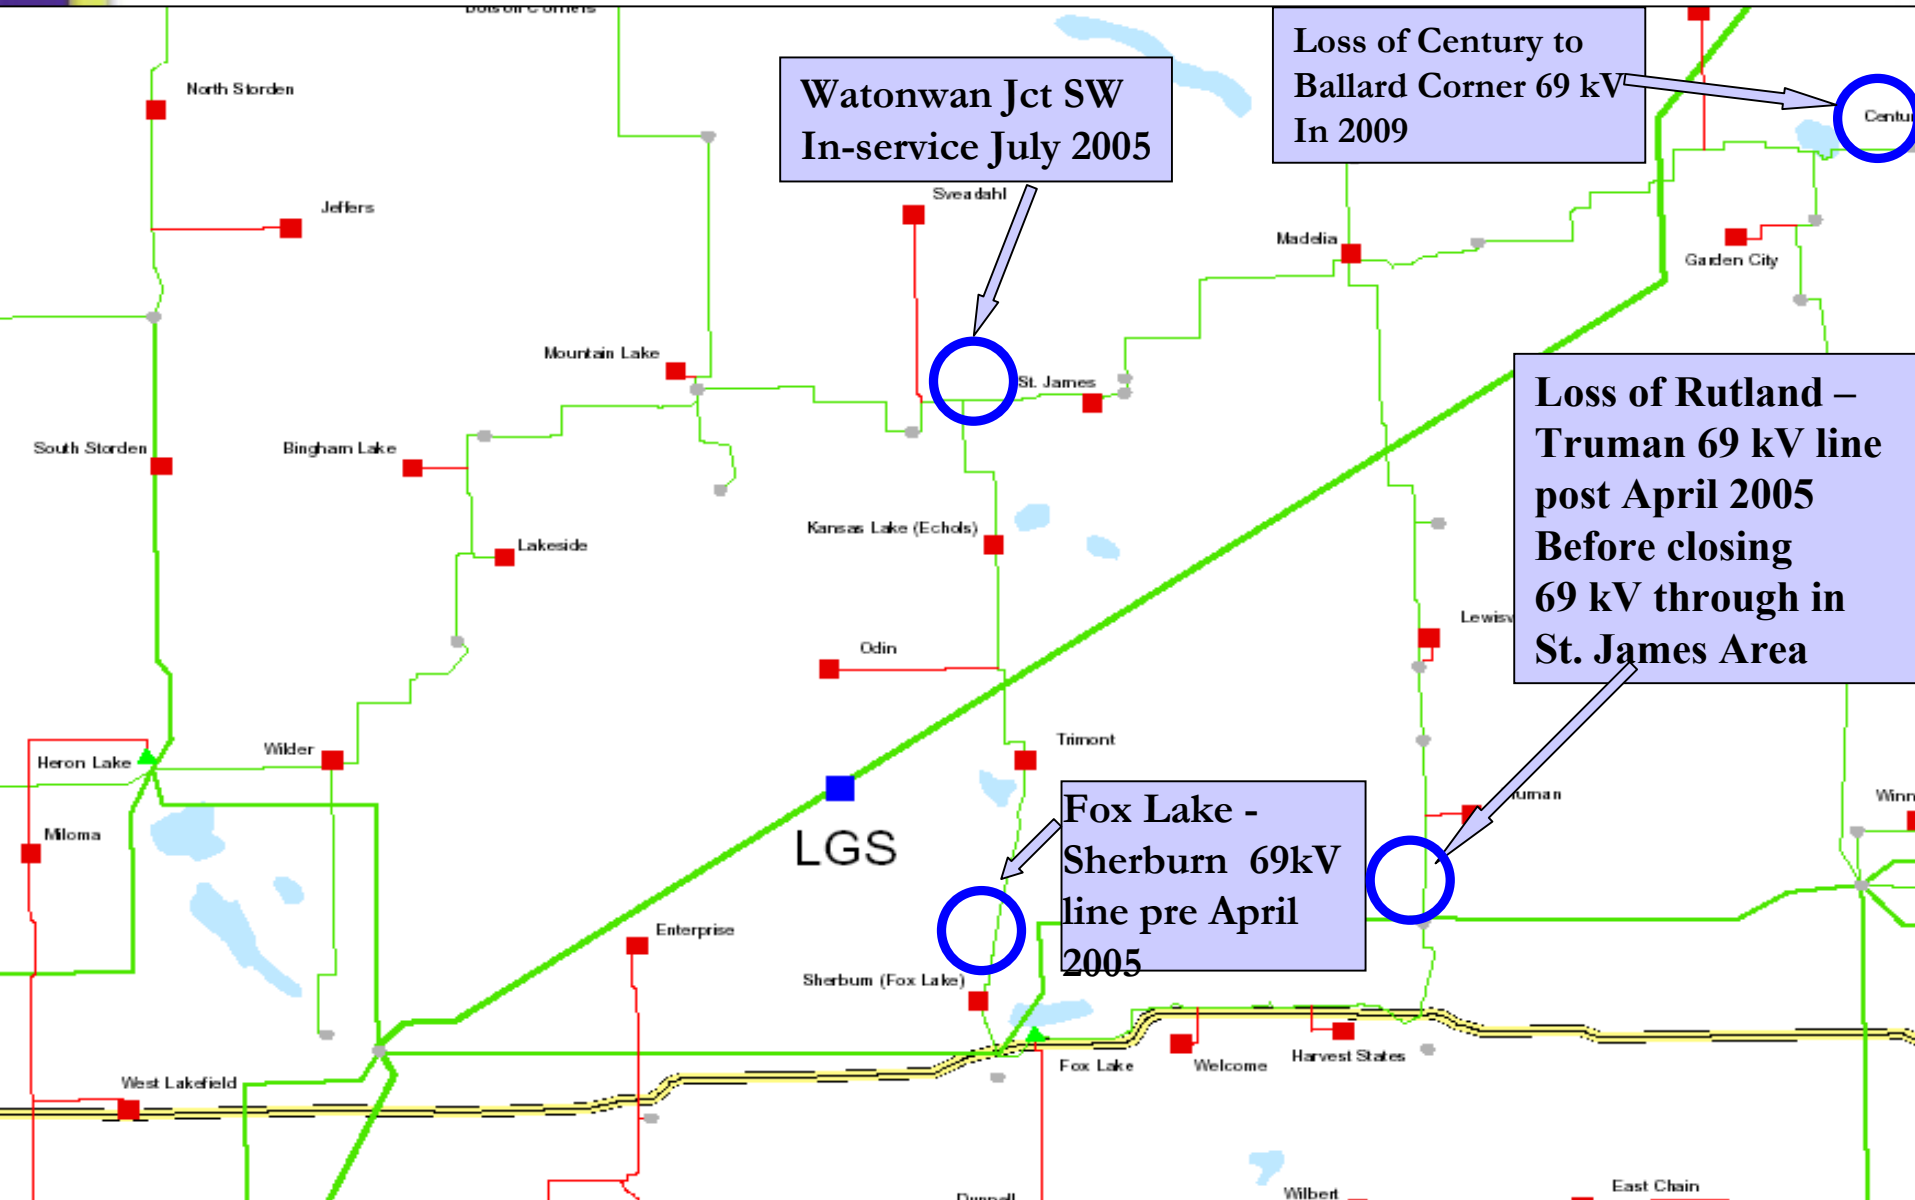 Dotson Corners
Loss of Century to
Ballard Corner 69 kV
In 2009
Watonwan Jct SW
In-service July 2005
North Storden
Sveadahl
Jeffers
Madelia
Garden City
Mountain Lake
St. James
South Storden
Bingham Lake
Loss of Rutland –
Truman 69 kV line
post April 2005
Before closing
69 kV through in
St. James Area
Kansas Lake (Echols)
Lakeside
Odin
Trimont
Wilder
Heron Lake
Miloma
LGS
Fox Lake -
Sherburn 69kV
line pre April
2005
Enterprise
Sherburn (Fox Lake)
Fox Lake
Welcome
Harvest States
West Lakefield
Wilbert
East Chain